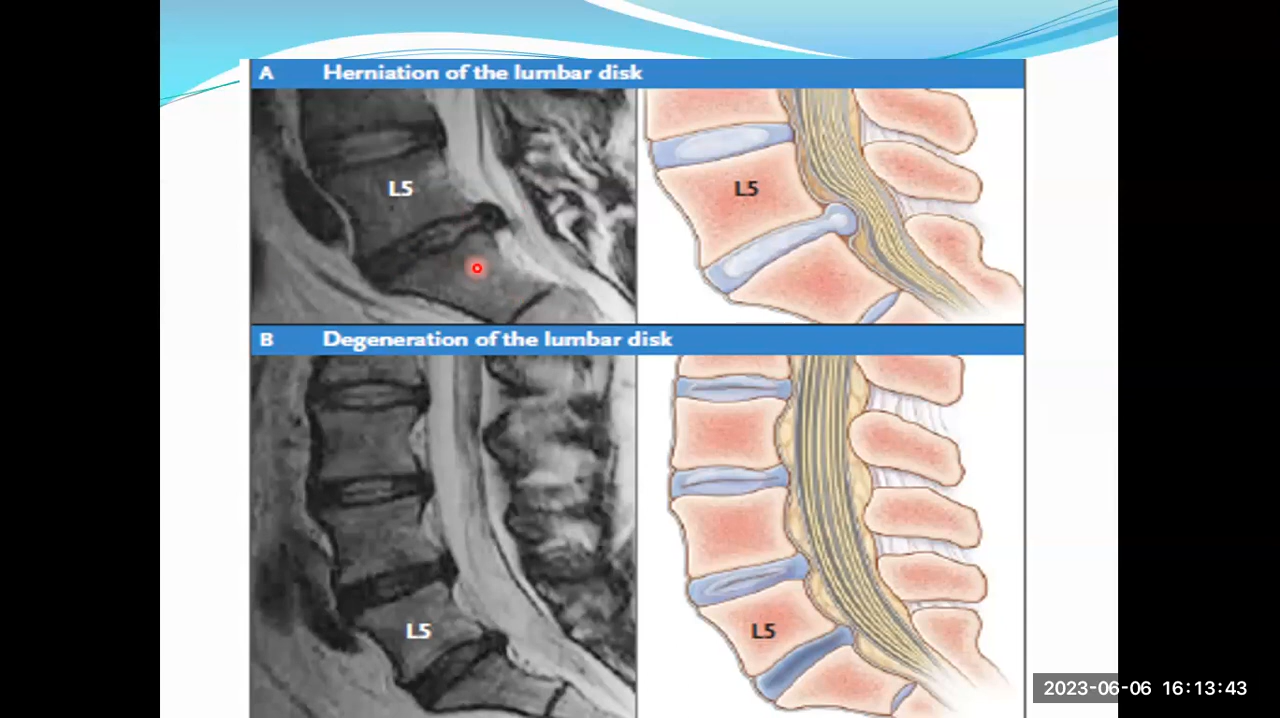 A Herniation of the lumbar disk
L5
L5
B Degeneration of the lumbar disk
L5
L5
2023-06-06 16:13:43